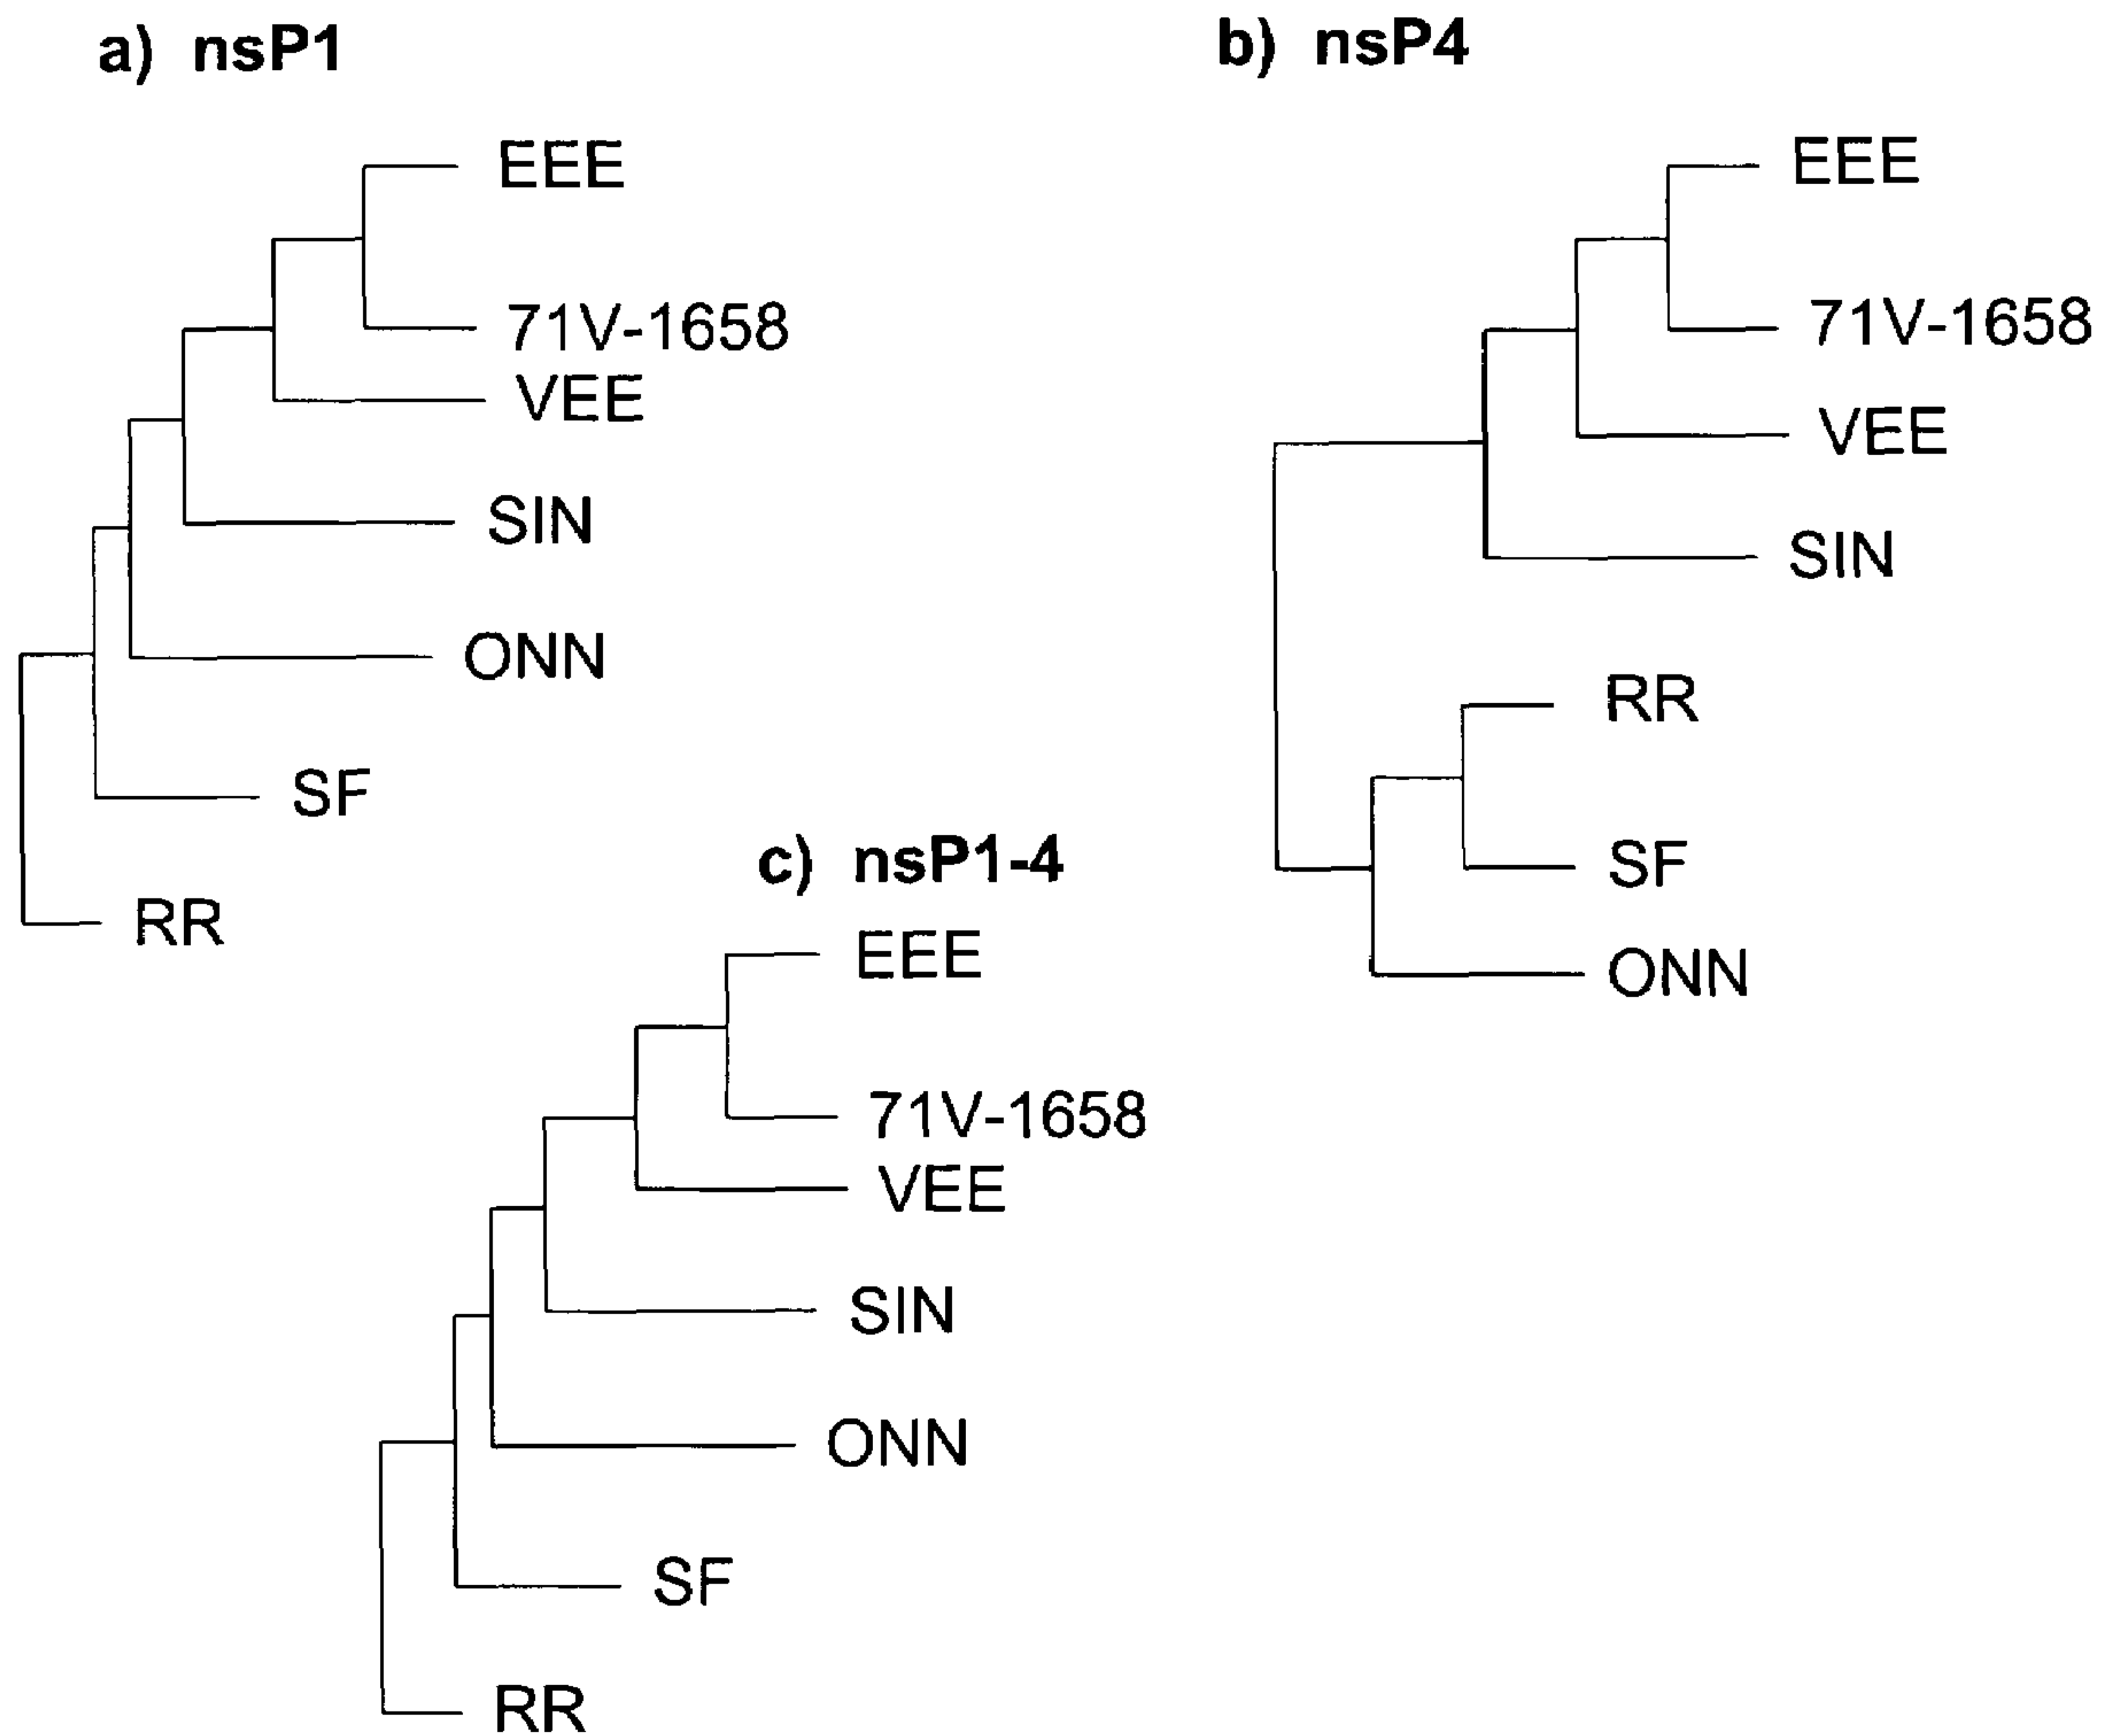 a) nsP1
EEE
71V-1658
VEE
SIN
ONN
SF
RR
b) nsP4
EEE
71V-1658
VEE
SIN
RR
SF
ONN
c) nsP1-4
EEE
71V-1658
VEE
SIN
ONN
SF
RR